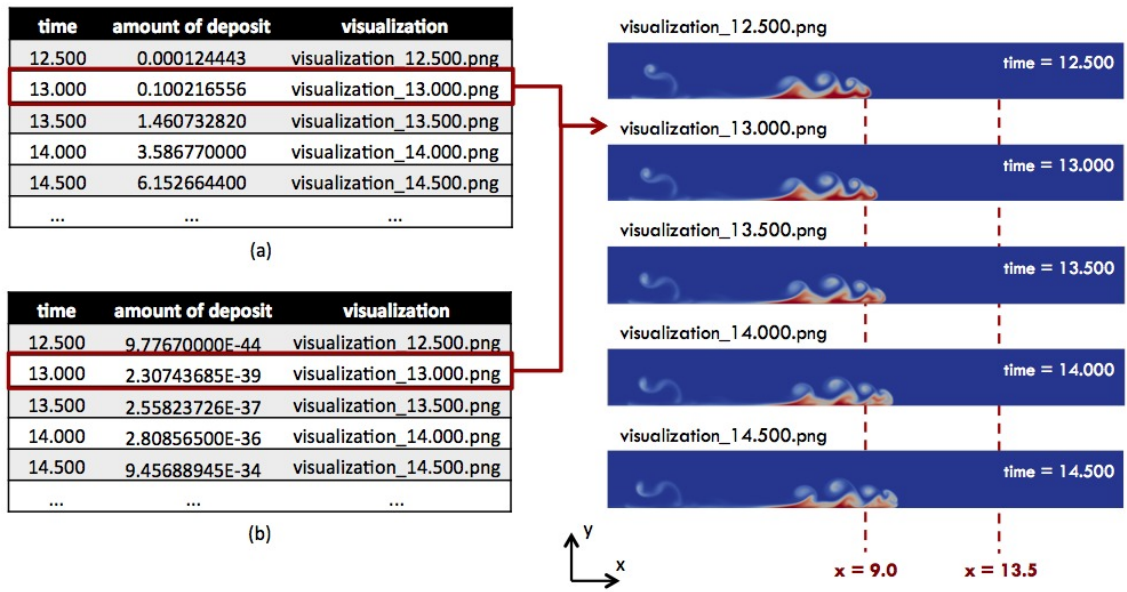 time amount of deposit visualization
12.500 0.000124443 visualization_12.500.png
13.000 0.100216556 visualization_13.000.png
13.500 1.460732820 visualization_13.500.png
14.000 3.586770000 visualization_14.000.png
14.500 6.152664400 visualization_14.500.png
... ... ...
(a)
time amount of deposit visualization
12.500 9.77670000E-44 visualization_12.500.png
13.000 2.30743685E-39 visualization_13.000.png
13.500 2.55823726E-37 visualization_13.500.png
14.000 2.80856500E-36 visualization_14.000.png
14.500 9.45688945E-34 visualization_14.500.png
... ... ...
(b)
visualization_12.500.png
time = 12.500
visualization_13.000.png
time = 13.000
visualization_13.500.png
time = 13.500
visualization_14.000.png
time = 14.000
visualization_14.500.png
time = 14.500
y
x
x = 9.0 x = 13.5